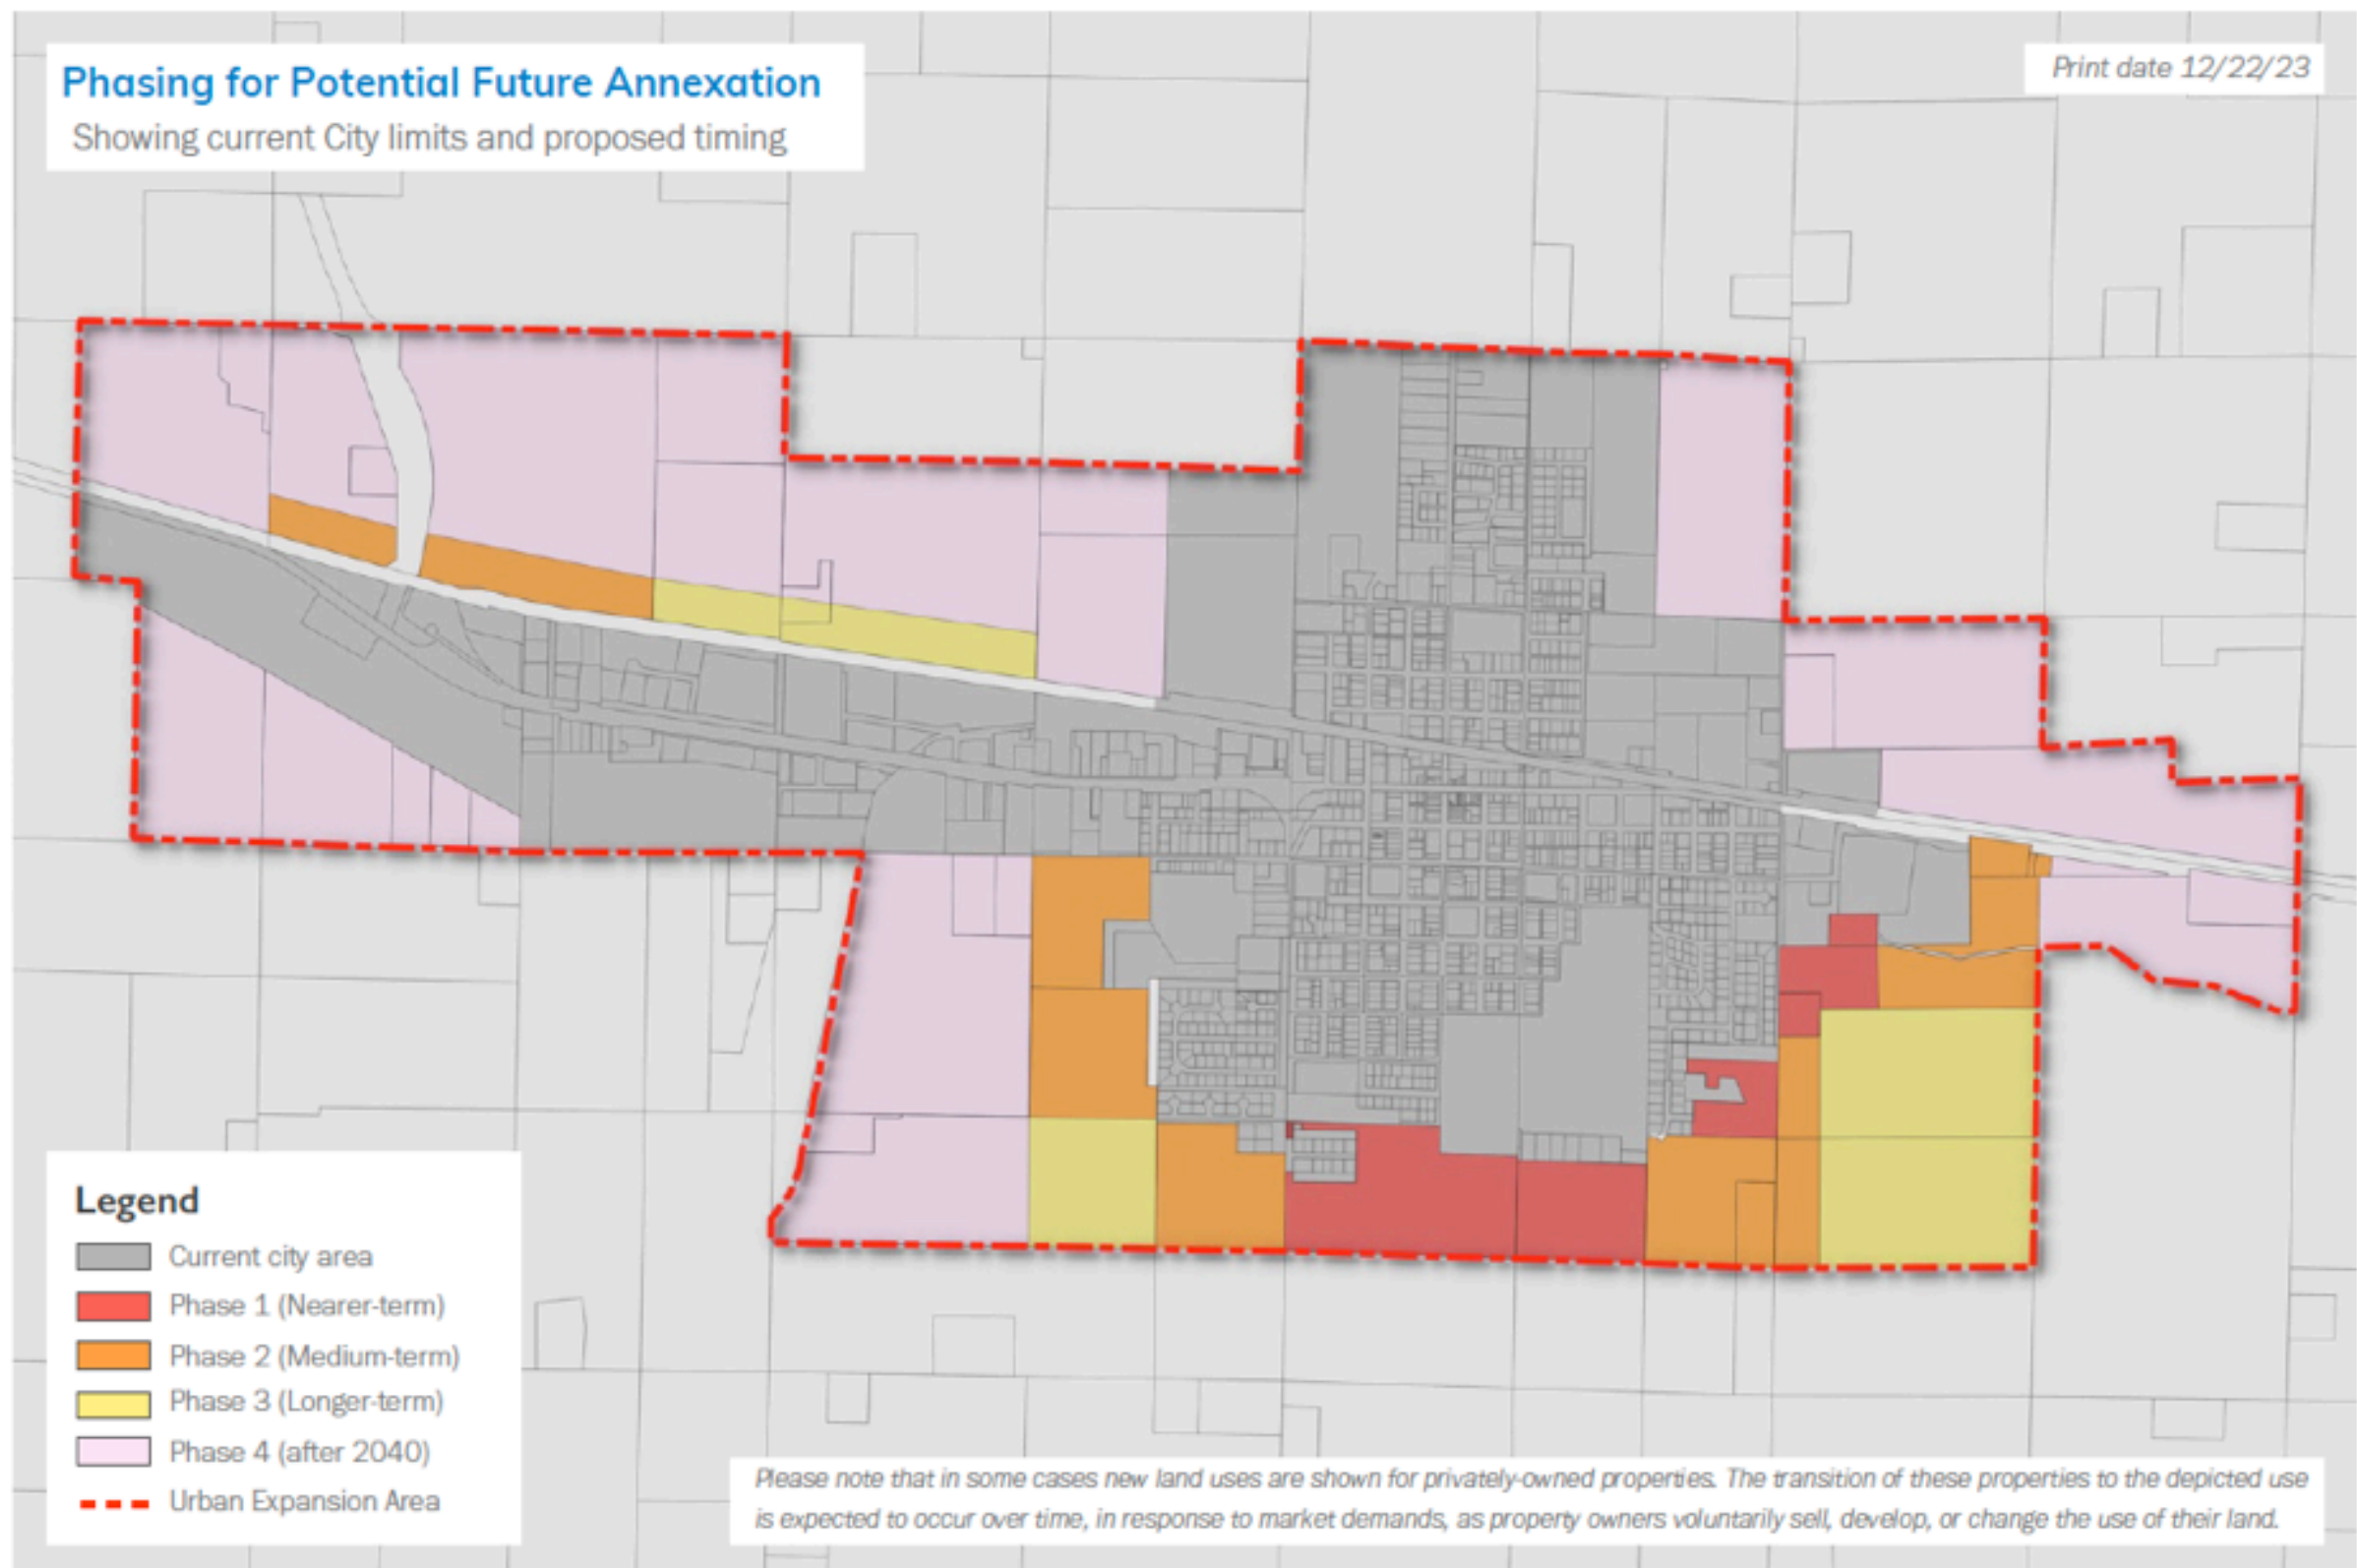 Phasing for Potential Future Annexation
Showing current City limits and proposed timing
Print date 12/22/23
Legend
Current city area
Phase 1 (Nearer-term)
Phase 2 (Medium-term)
Phase 3 (Longer-term)
Phase 4 (after 2040)
Urban Expansion Area
Please note that in some cases new land uses are shown for privately-owned properties. The transition of these properties to the depicted use
is expected to occur over time, in response to market demands, as property owners voluntarily sell, develop, or change the use of their land.